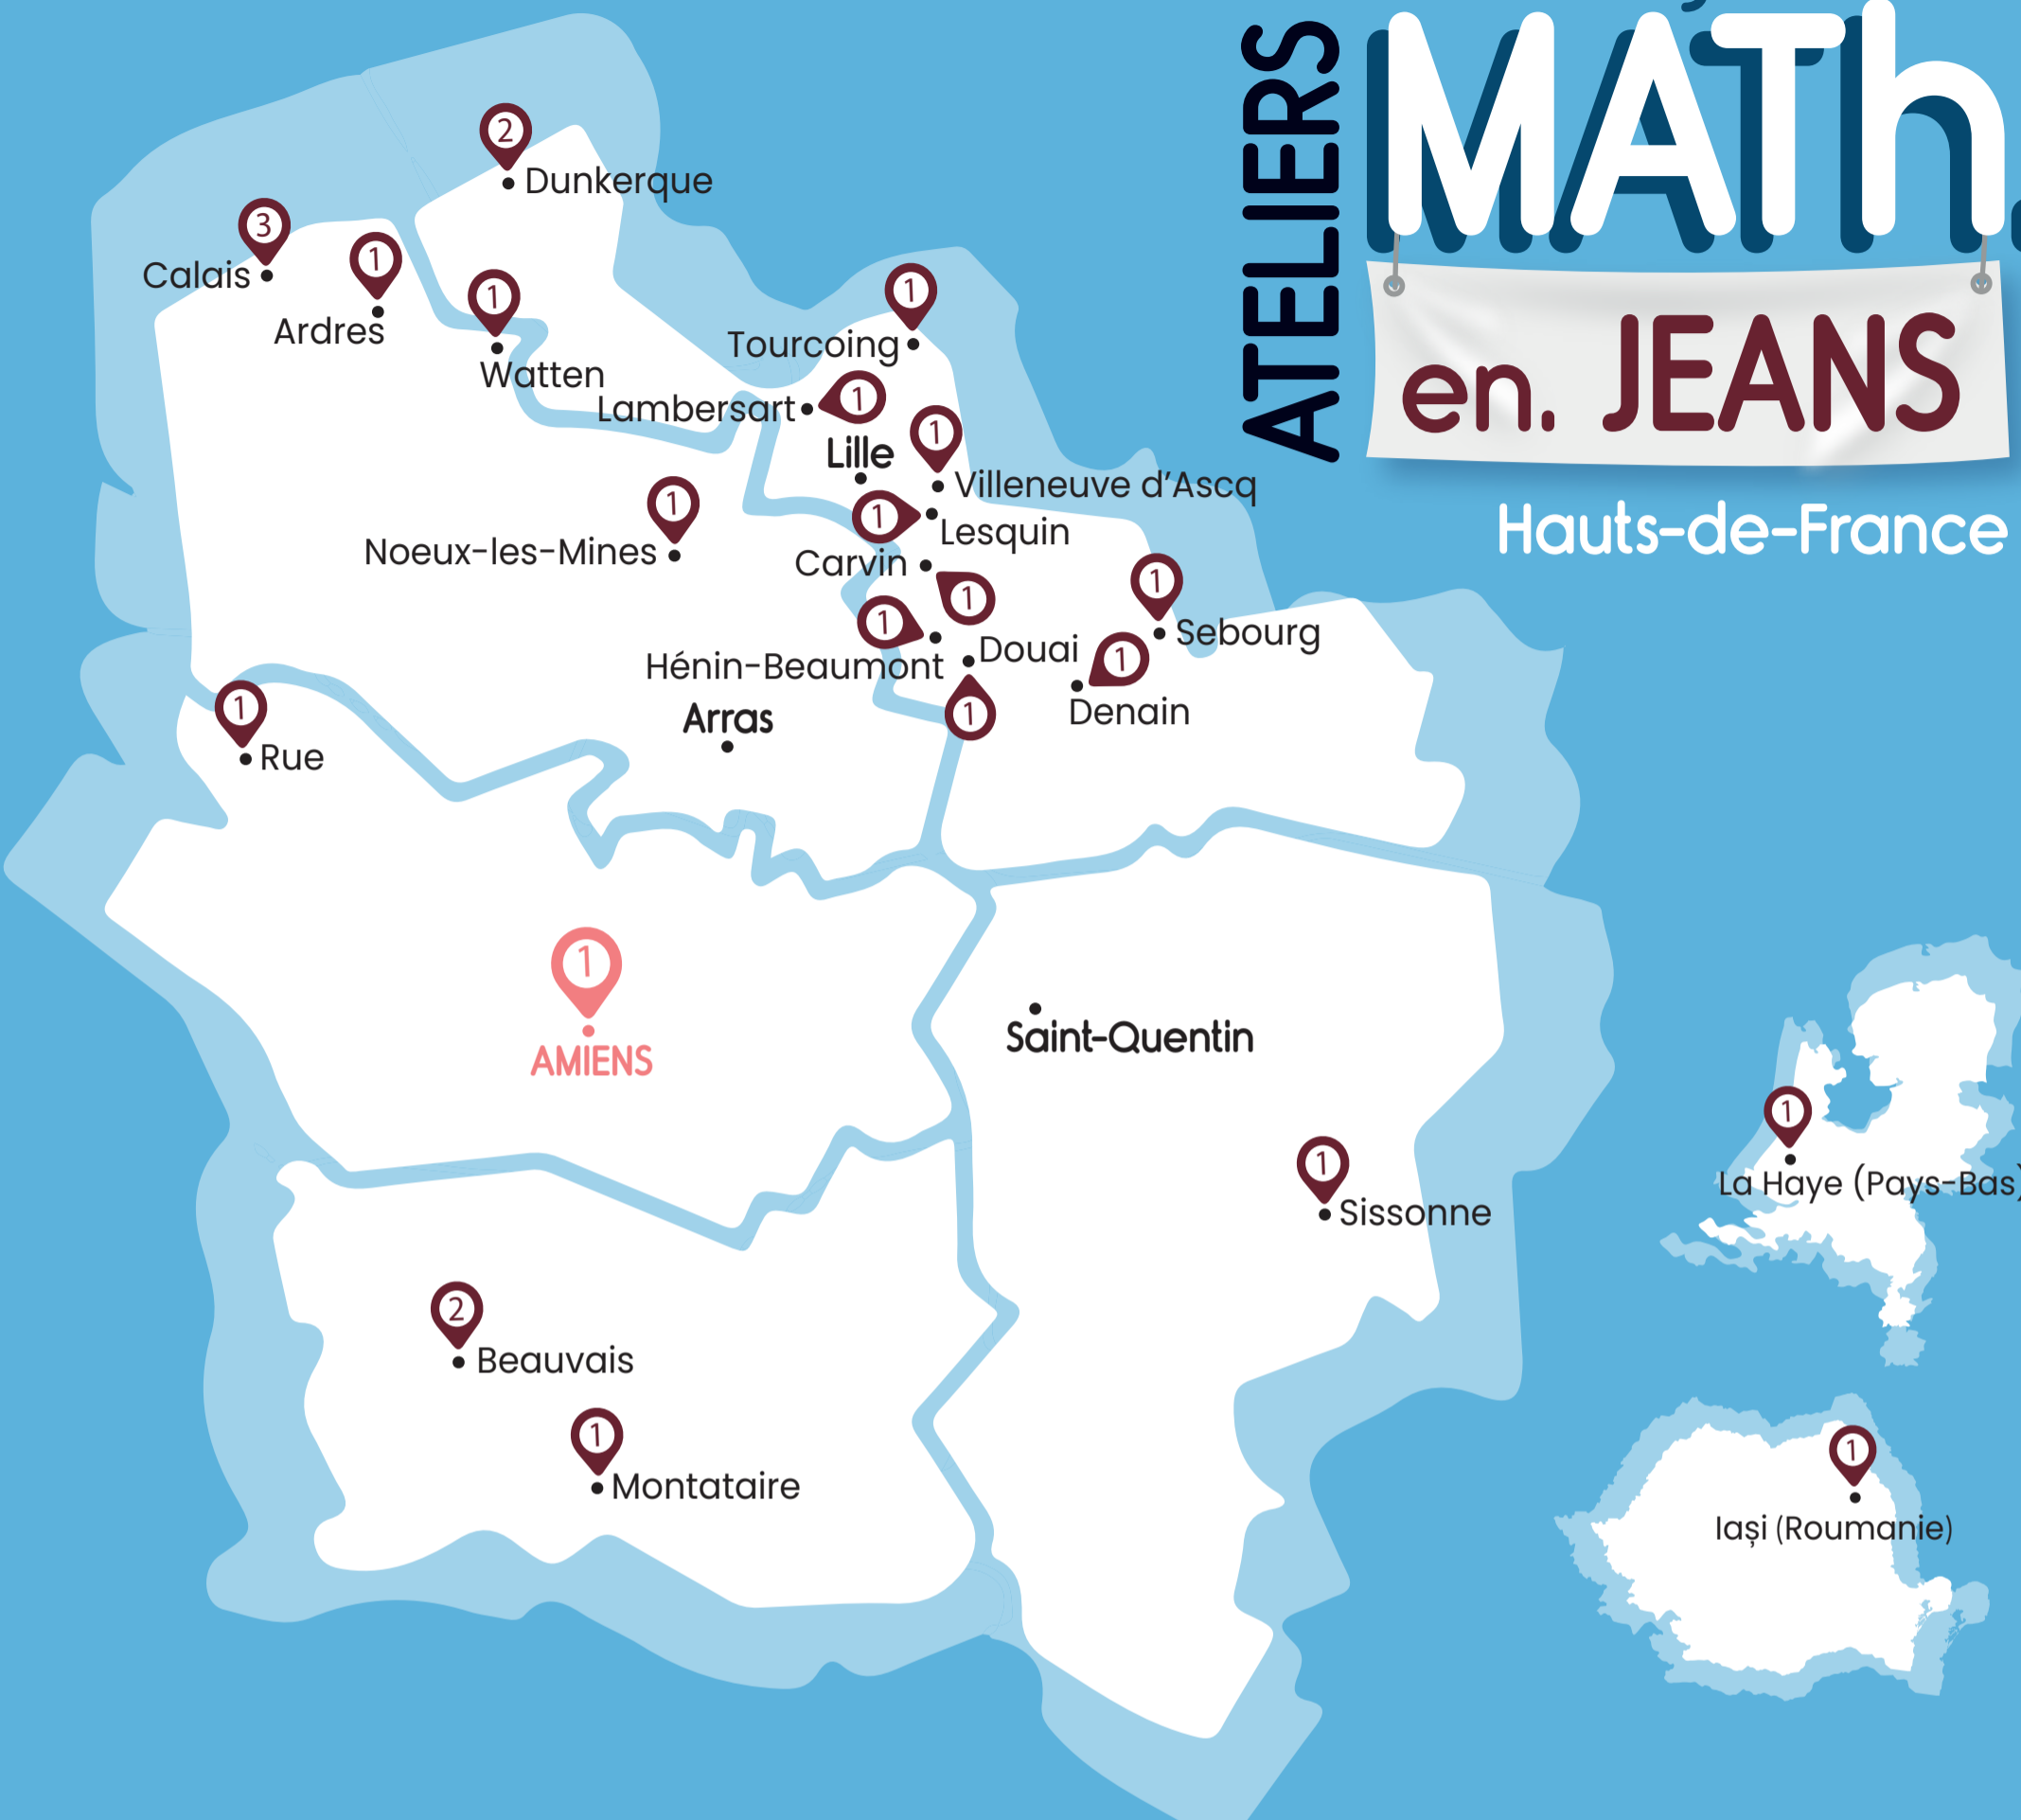 ATELIERS
MATh.
en. JEANS
Hauts-de-France
2
Dunkerque
3
Calais
1
Ardres
1
Watten
1
Tourcoing
1
Lambersart
Lille
1
Villeneuve d'Ascq
1
Lesquin
1
Noeux-les-Mines
Carvin
1
1
Hénin-Beaumont
Douai
1
1
Sebourg
1
Denain
Arras
1
Rue
1
AMIENS
Saint-Quentin
1
Sissonne
2
Beauvais
1
Montataire
1
La Haye (Pays-Bas)
1
Iași (Roumanie)